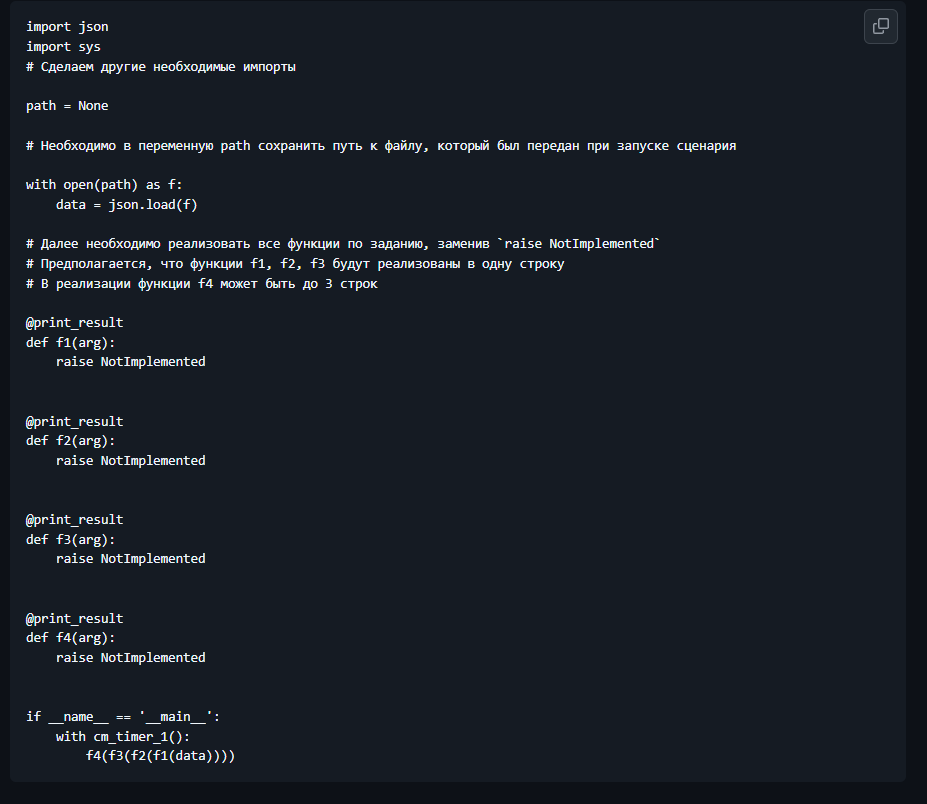 import json
import sys
# Сделаем другие необходимые импорты
path = None
# Необходимо в переменную path сохранить путь к файлу, который был передан при запуске сценария
with open(path) as f:
    data = json.load(f)
# Далее необходимо реализовать все функции по заданию, заменив `raise NotImplemented`
# Предполагается, что функции f1, f2, f3 будут реализованы в одну строку
# В реализации функции f4 может быть до 3 строк
@print_result
def f1(arg):
    raise NotImplemented
@print_result
def f2(arg):
    raise NotImplemented
@print_result
def f3(arg):
    raise NotImplemented
@print_result
def f4(arg):
    raise NotImplemented
if __name__ == '__main__':
    with cm_timer_1():
        f4(f3(f2(f1(data))))